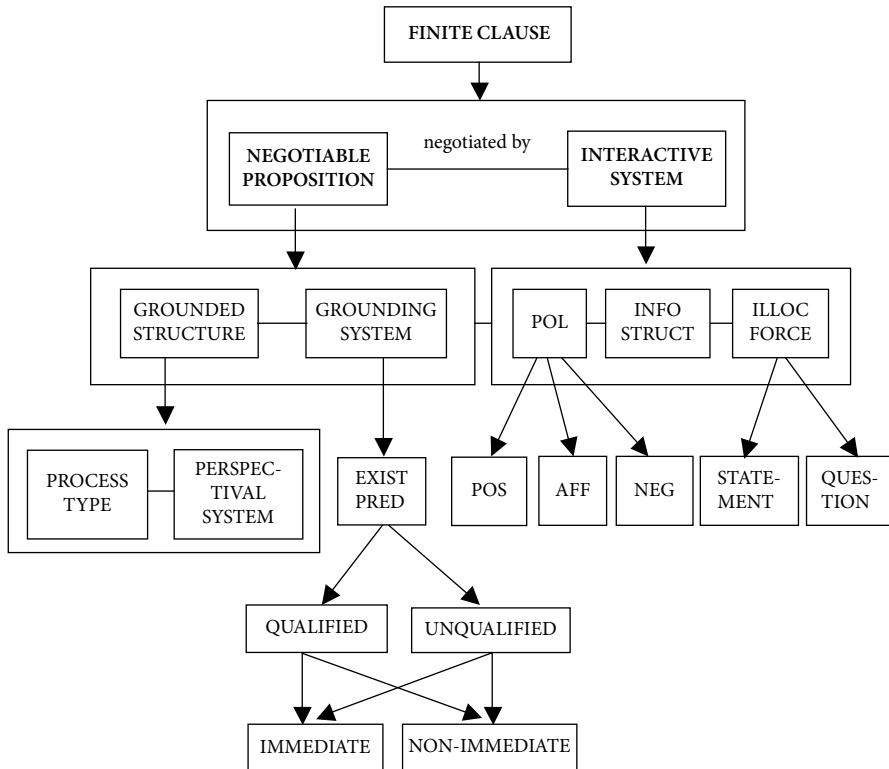 FINITE CLAUSE
negotiated by
NEGOTIABLE
PROPOSITION
INTERACTIVE
SYSTEM
GROUNDED
STRUCTURE
GROUNDING
SYSTEM
POL
INFO
STRUCT
ILLOC
FORCE
PROCESS
TYPE
PERSPEC-
TIVAL
SYSTEM
EXIST
PRED
POS
AFF
NEG
STATE-
MENT
QUES-
TION
QUALIFIED
UNQUALIFIED
IMMEDIATE
NON-IMMEDIATE